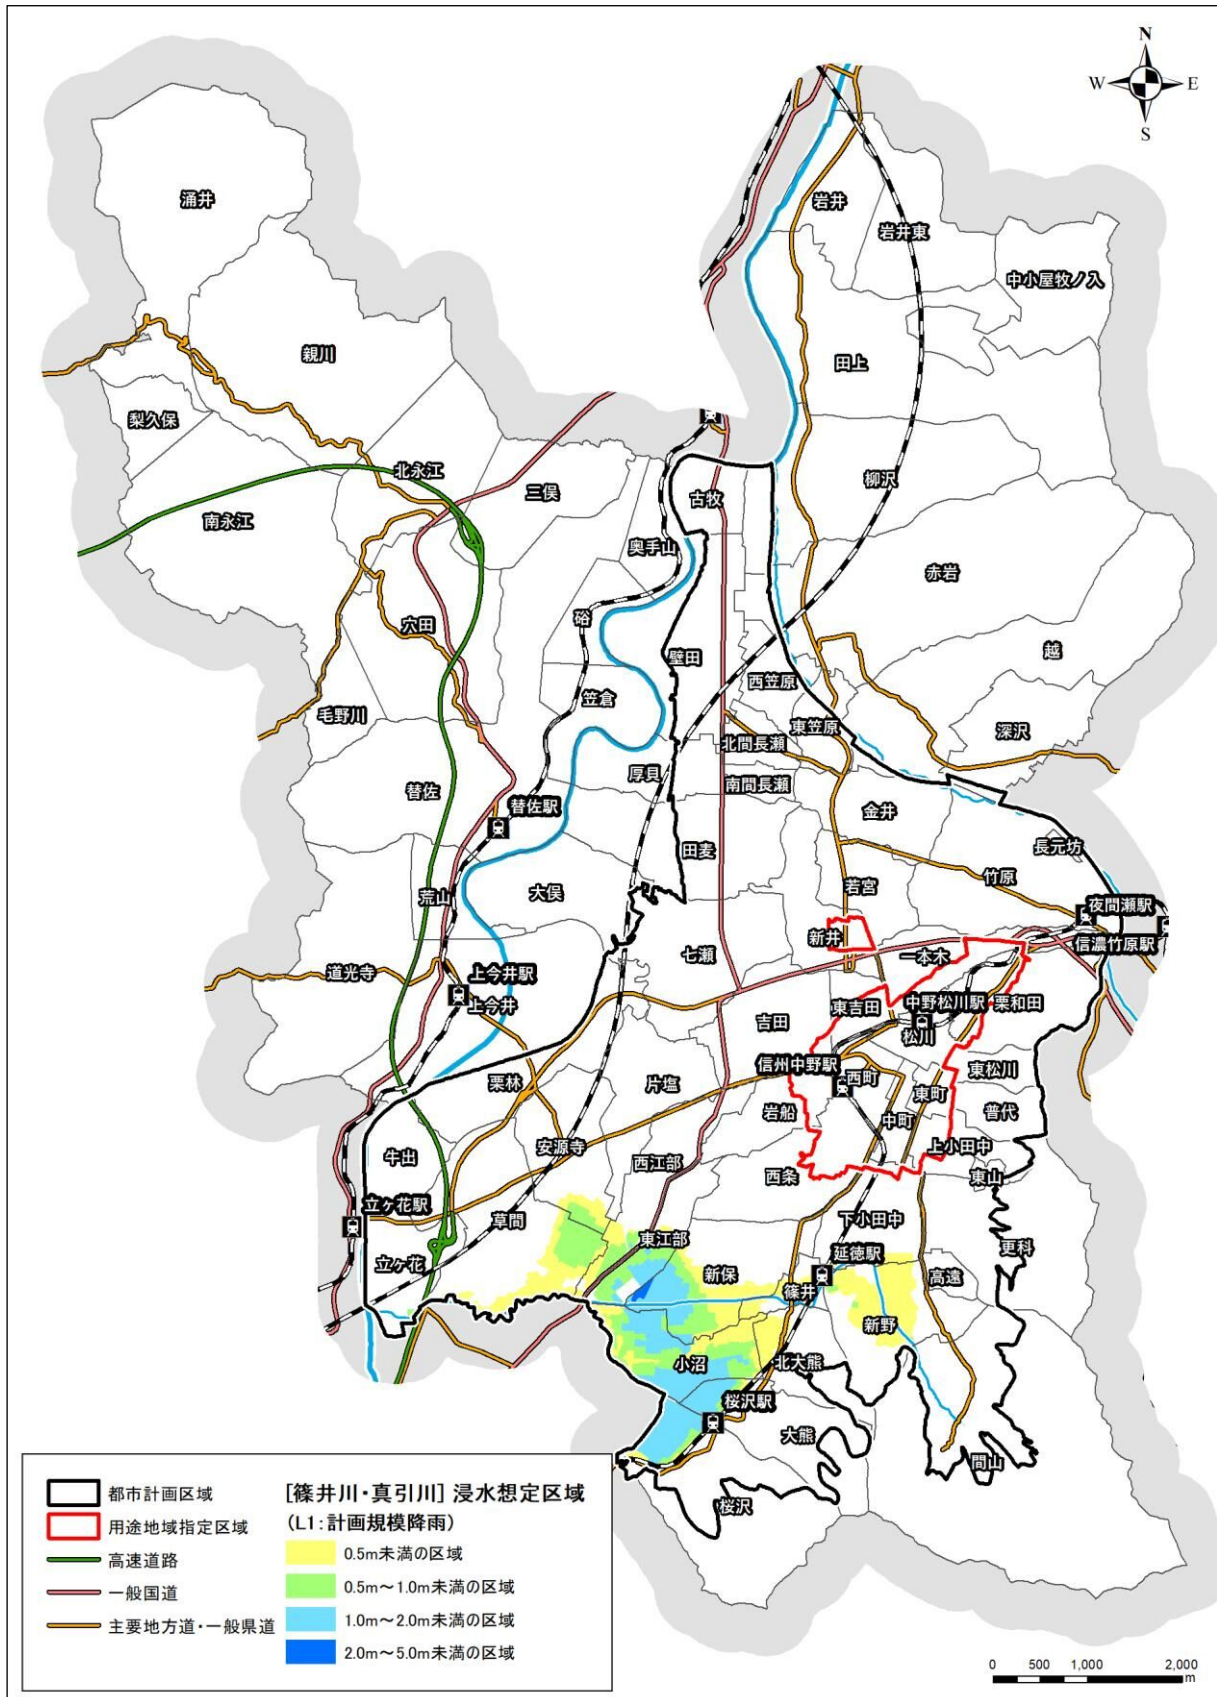 N
W E
S
涌井
岩井
岩井東
中小屋牧ノ入
親川
田上
梨久保
北永江
三俣
古牧
柳沢
南永江
奥手山
赤岩
硲
穴田
壁田
越
西笠原
笠倉
毛野川
東笠原
深沢
北間長瀬
厚貝
南間長瀬
替佐
金井
替佐駅
田麦
長元坊
若宮
竹原
大俣
荒山
夜間瀬駅
新井
信濃竹原駅
七瀬
一本木
道光寺
上今井駅
上今井
東吉田
中野松川駅
栗和田
吉田
松川
信州中野駅
東松川
栗林
片塩
西町
東町
岩船
普代
中町
安源寺
牛出
西江部
上小田中
西条
東山
立ヶ花駅
草間
下小田中
東江部
更科
延徳駅
立ヶ花
新保
高遠
篠井
新野
小沼
北大熊
桜沢駅
大熊
間山
桜沢
都市計画区域
用途地域指定区域
高速道路
一般国道
主要地方道・一般県道
[篠井川・真引川] 浸水想定区域
(L1:計画規模降雨)
0.5m未満の区域
0.5m～1.0m未満の区域
1.0m～2.0m未満の区域
2.0m～5.0m未満の区域
0 500 1,000 2,000
m